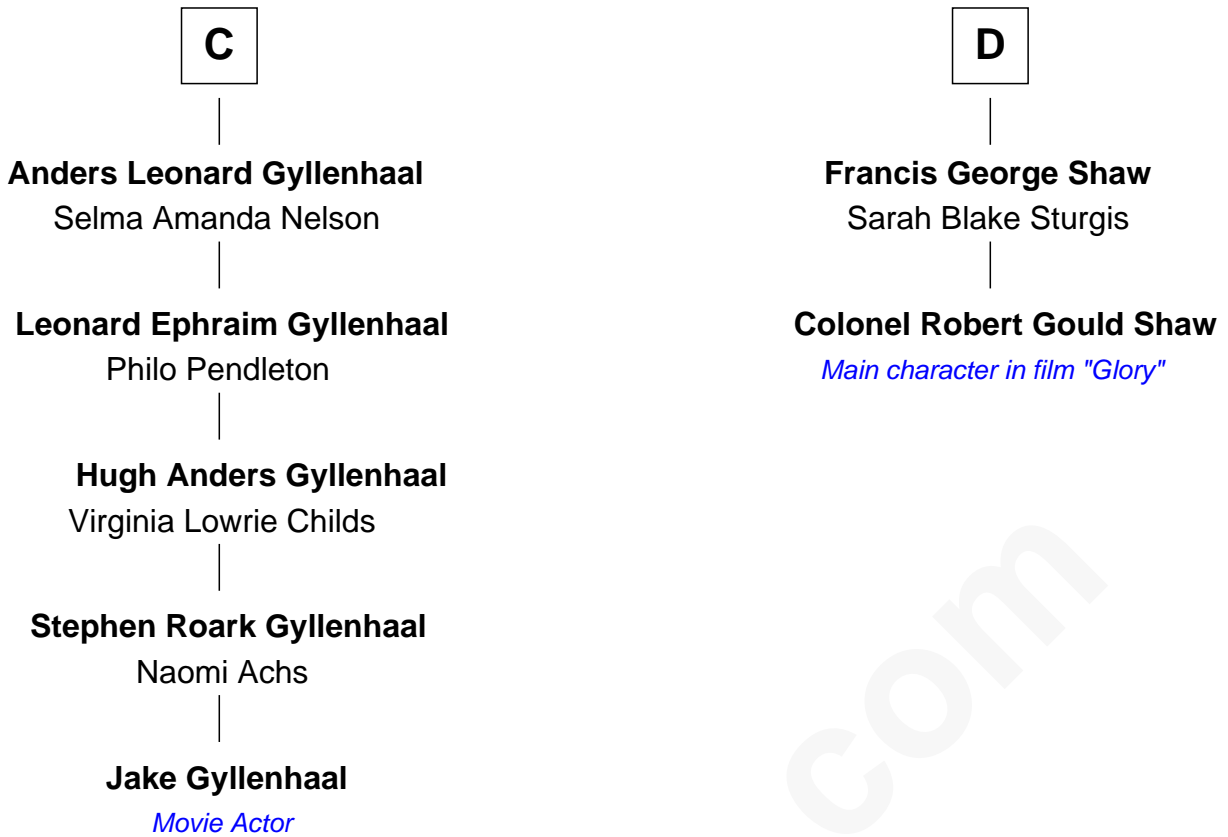 C
Anders Leonard Gyllenhaal
Selma Amanda Nelson
Leonard Ephraim Gyllenhaal
Philo Pendleton
Hugh Anders Gyllenhaal
Virginia Lowrie Childs
Stephen Roark Gyllenhaal
Naomi Achs
Jake Gyllenhaal
Movie Actor
D
Francis George Shaw
Sarah Blake Sturgis
Colonel Robert Gould Shaw
Main character in film "Glory"
com